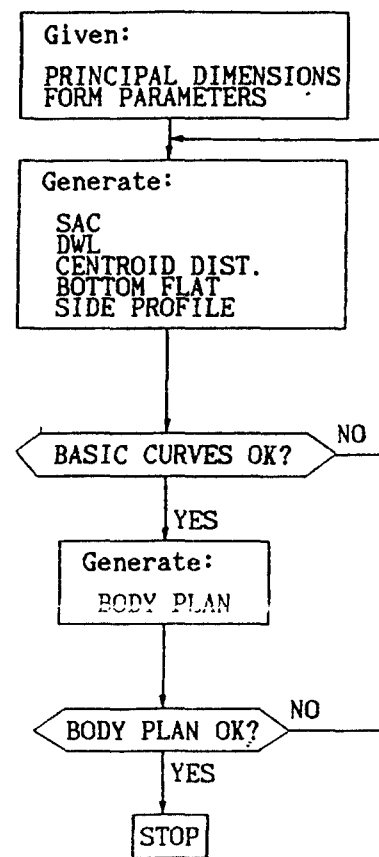 Given:
PRINCIPAL DIMENSIONS
FORM PARAMETERS
Generate:
SAC
DWL
CENTROID DIST.
BOTTOM FLAT
SIDE PROFILE
BASIC CURVES OK?
NO
YES
Generate:
BODY PLAN
BODY PLAN OK?
NO
YES
STOP